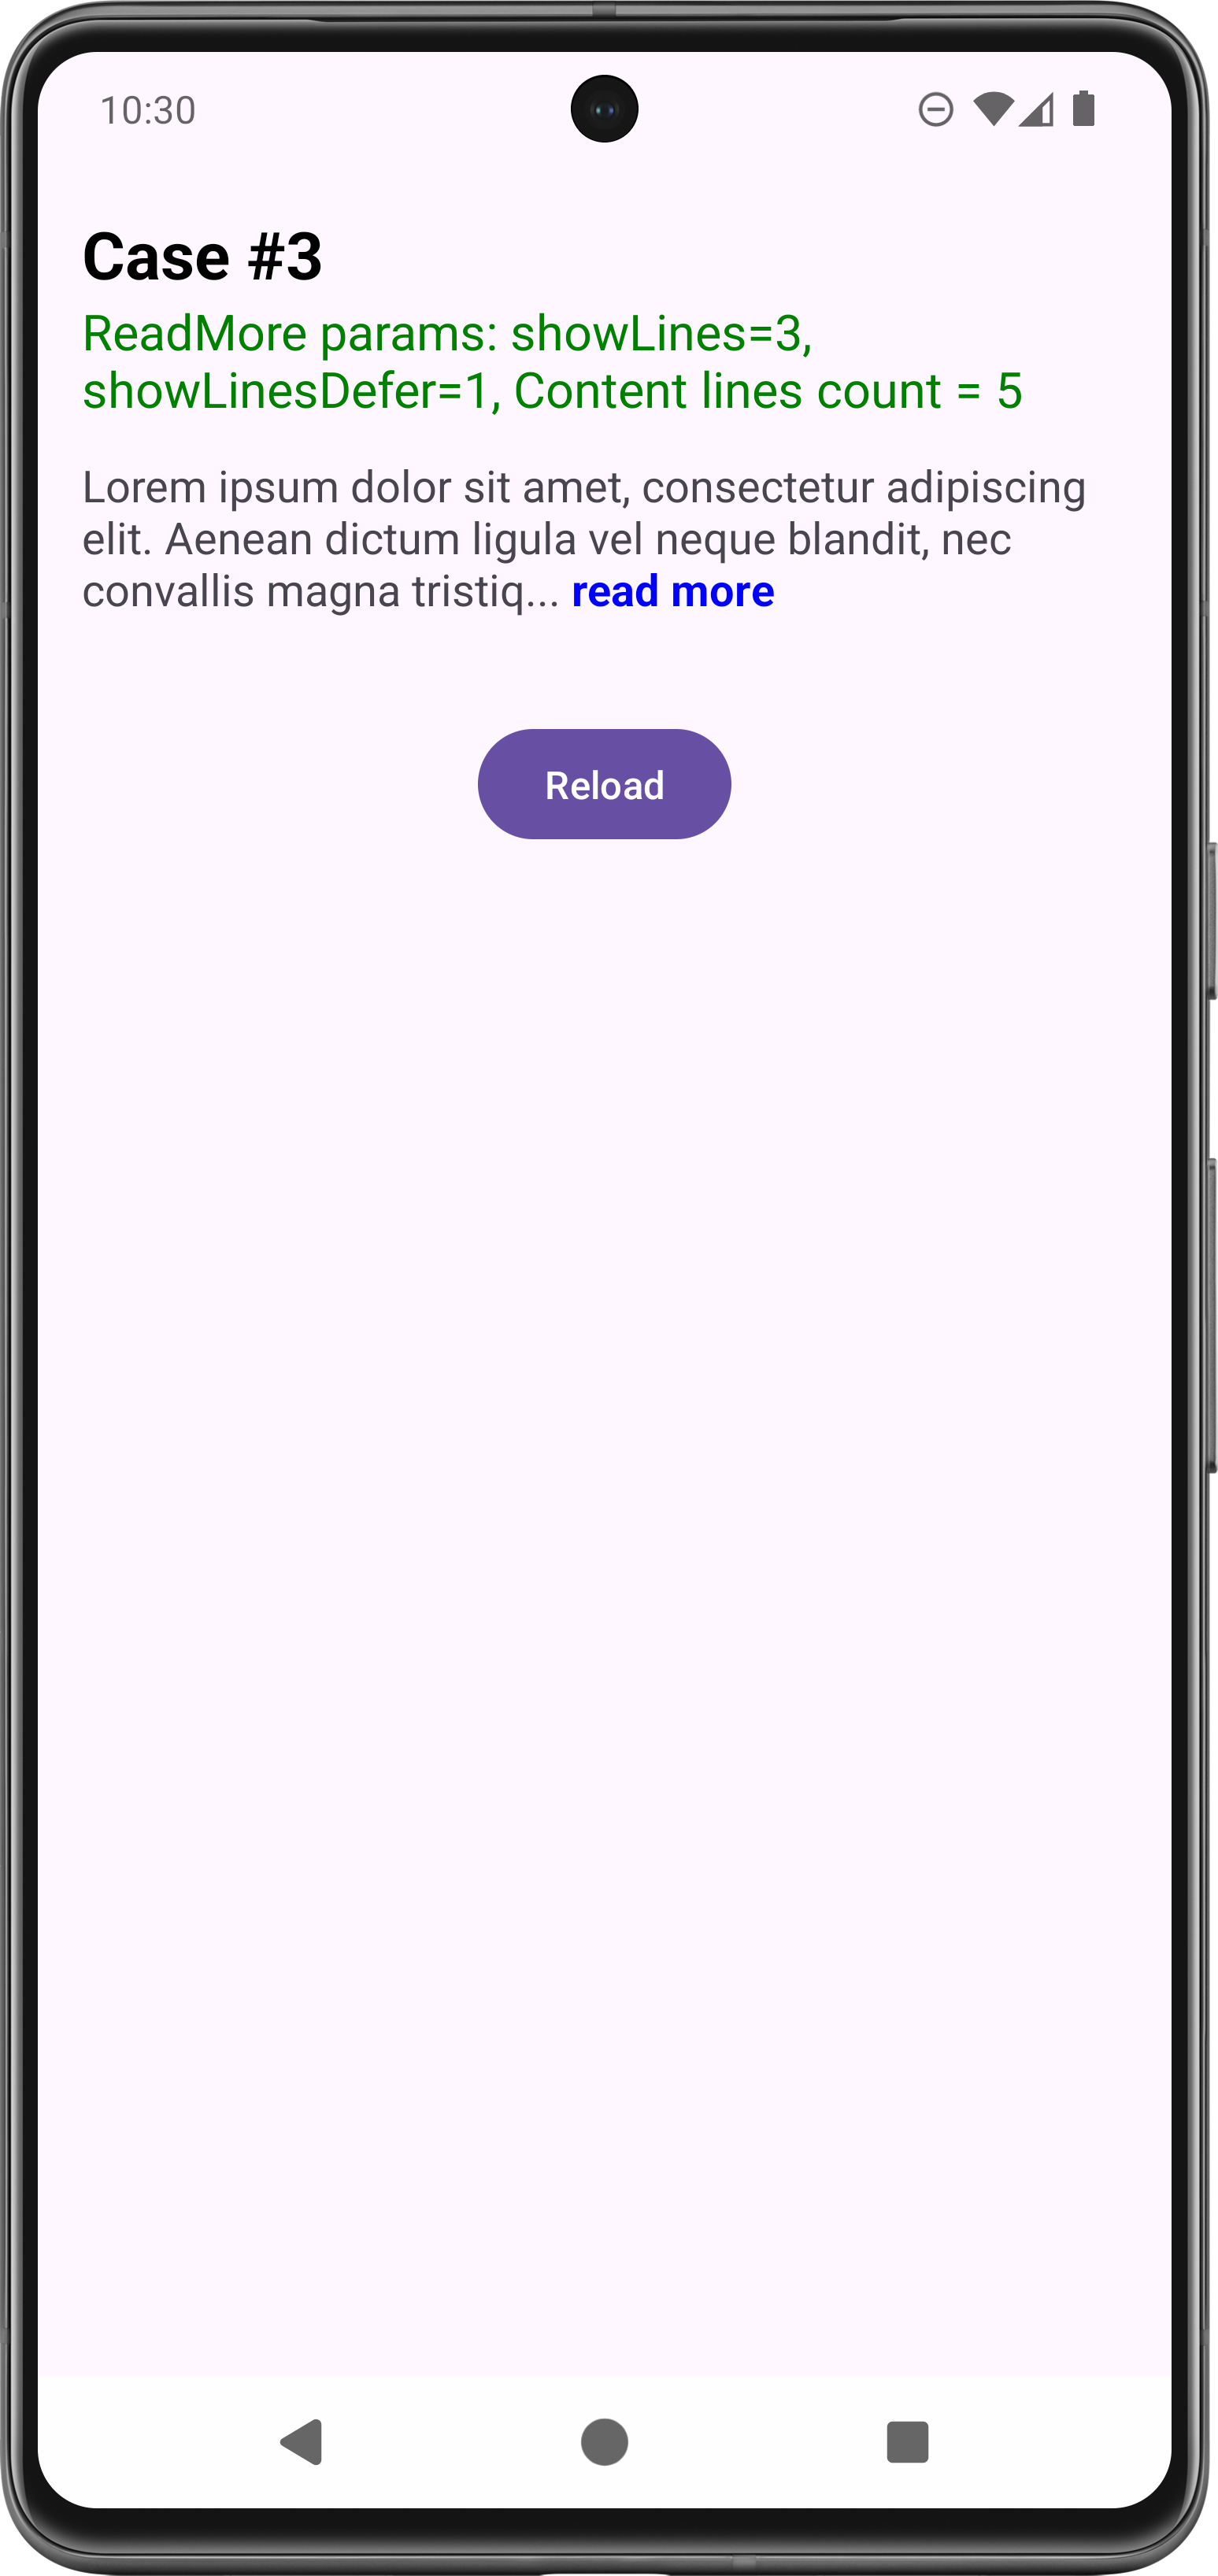 10:30
Case #3
ReadMore params: showLines=3,
showLinesDefer=1, Content lines count = 5
Lorem ipsum dolor sit amet, consectetur adipiscing
elit. Aenean dictum ligula vel neque blandit, nec
convallis magna tristiq... read more
Reload